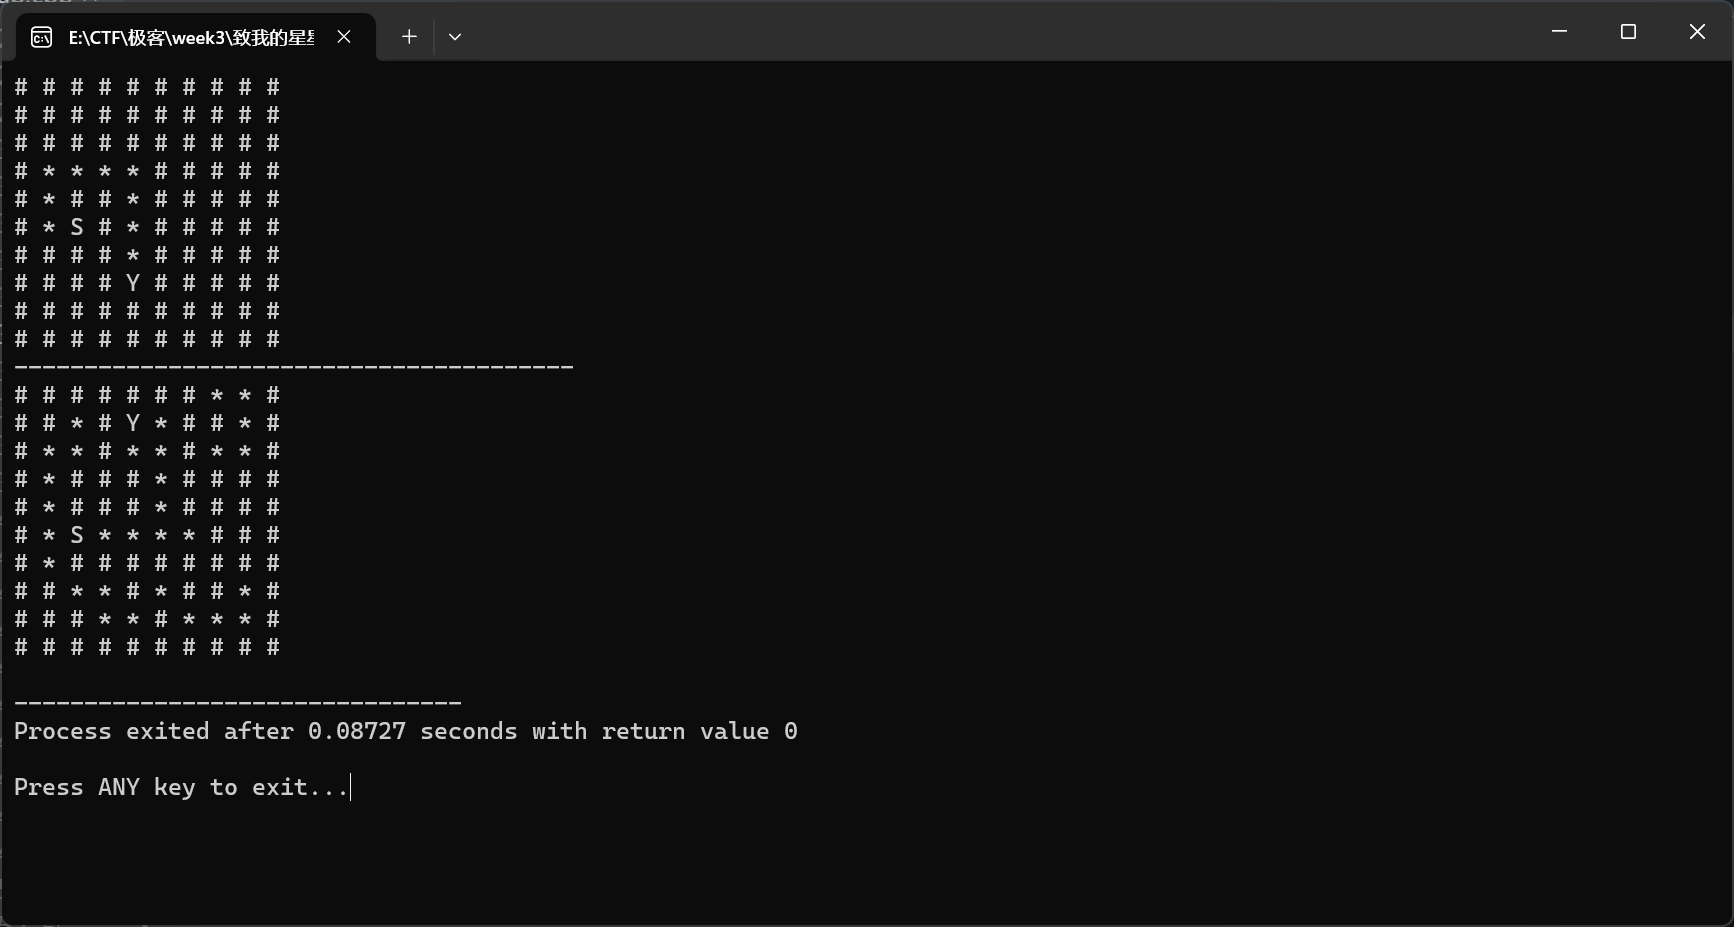 E:\CTF\极客\week3\致我的星
# # # # # # # # # #
# # # # # # # # # #
# # # # # # # # # #
# * * * * # # # # #
# * # # * # # # # #
# * S # * # # # # #
# # # # * # # # # #
# # # # Y # # # # #
# # # # # # # # # #
# # # # # # # # # #
----------------------------------------
# # # # # # # * * #
# # * # Y * # # * #
# * * # * * # * * #
# * # # # * # # # #
# * # # # * # # # #
# * S * * * * # # #
# * # # # # # # # #
# # * * # * # # * #
# # # * * # * * * #
# # # # # # # # # #
--------------------------------
Process exited after 0.08727 seconds with return value 0
Press ANY key to exit...